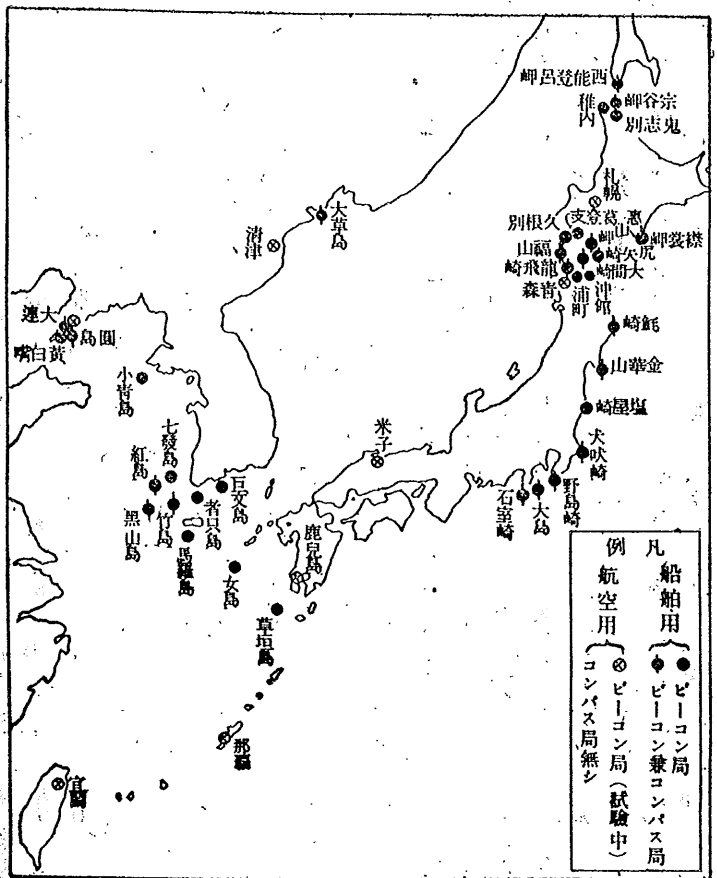 西能登呂岬
宗谷岬
稚内
鬼志別
札幌
惠山岬
葛登支
久根別
襟裳岬
福山
尻矢崎
龍飛崎
大間崎
青森
浦町
沖館
魹崎
金華山
塩屋崎
犬吠崎
野島崎
大島
石室崎
米子
大草島
清津
大連
圓島
黄白嘴
小青島
七發島
紅島
黑山島
竹島
者只島
巨文島
馬羅島
女島
鹿兒島
草垣島
那覇
宜蘭
凡例
船舶用
ビーコン局
ビーコン兼コンパス局
航空用
ビーコン局(試驗中)
コンパス局無シ